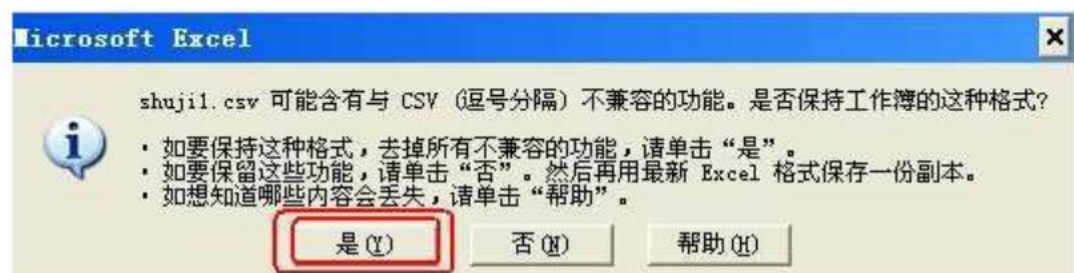 Microsoft Excel
shuji1.csv 可能含有与 CSV（逗号分隔）不兼容的功能。是否保持工作簿的这种格式?
· 如要保持这种格式，去掉所有不兼容的功能，请单击“是”。
· 如要保留这些功能，请单击“否”。然后再用最新 Excel 格式保存一份副本。
· 如想知道哪些内容会丢失，请单击“帮助”。
是(Y) 否(N) 帮助(H)